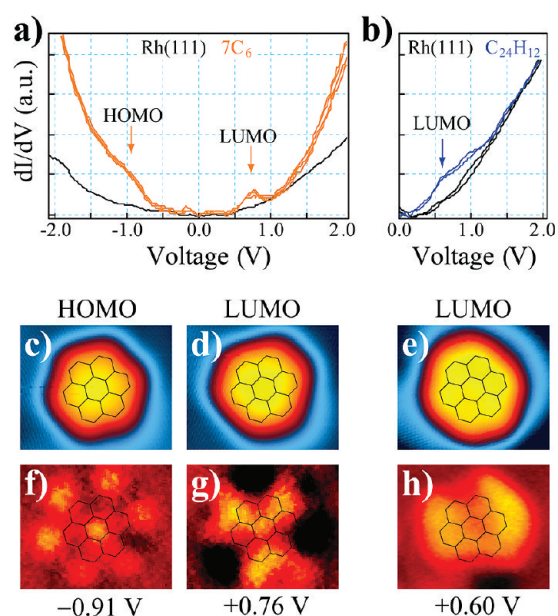 a)
b)
Rh(111) 7C₆
Rh(111) C₂₄H₁₂
HOMO
LUMO
LUMO
dI/dV (a.u.)
-2.0 -1.0 0.0 1.0 2.0
0.0 1.0 2.0
Voltage (V)
Voltage (V)
HOMO
LUMO
LUMO
c)
d)
e)
f)
g)
h)
−0.91 V
+0.76 V
+0.60 V